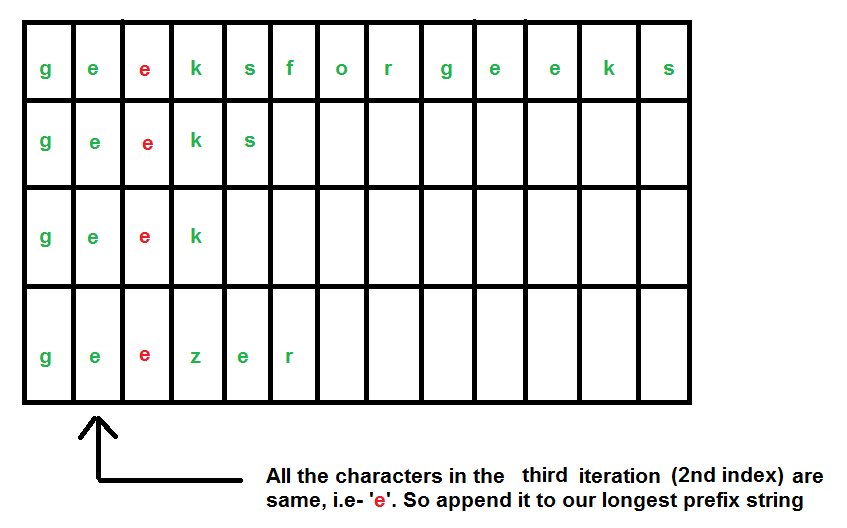 g e e k s f o r g e e k s
g e e k s
g e e k
g e e z e r
All the characters in the third iteration (2nd index) are
same, i.e- 'e'. So append it to our longest prefix string